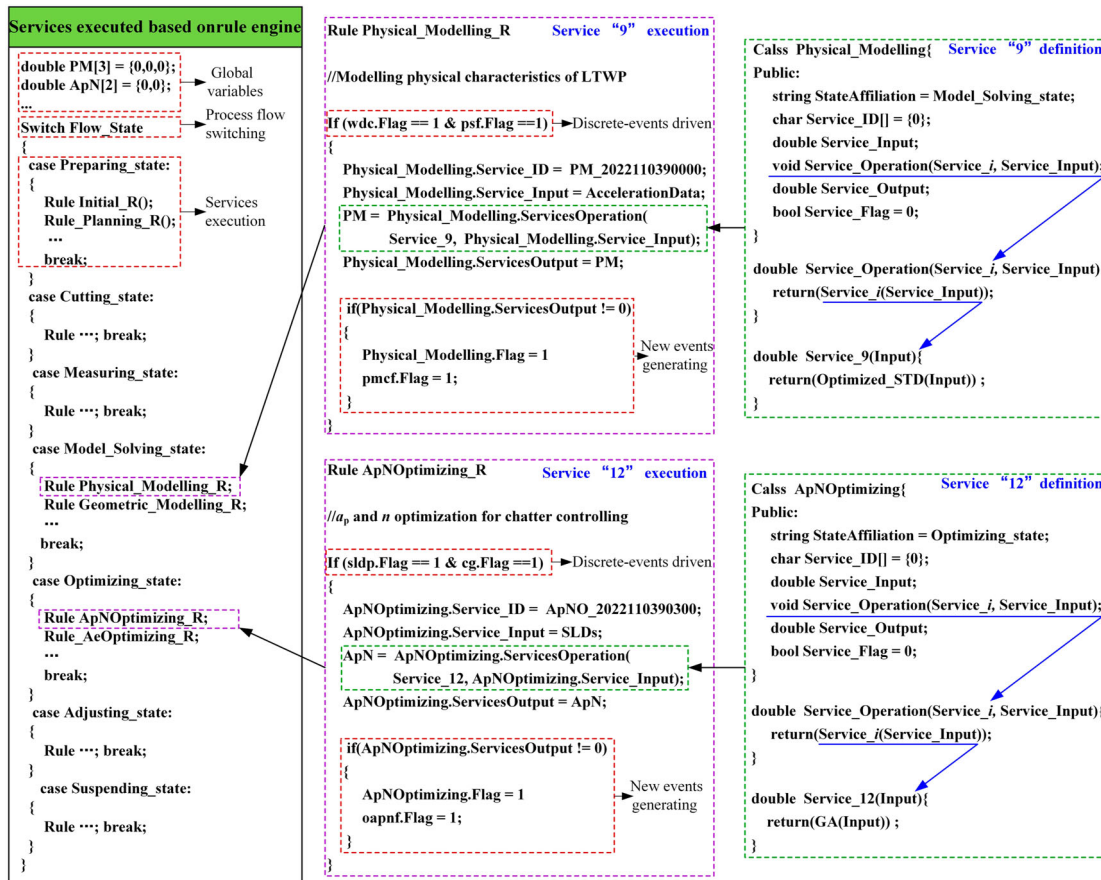 Services executed based onrule engine
double PM[3] = {0,0,0};
double ApN[2] = {0,0};
...
Global
variables
Switch Flow_State
Process flow
switching
{
case Preparing_state:
{
Rule Initial_R();
Rule_Planning_R();
...
break;
}
Services
execution
case Cutting_state:
{
Rule ···; break;
}
case Measuring_state:
{
Rule ···; break;
}
case Model_Solving_state:
{
Rule Physical_Modelling_R;
Rule Geometric_Modelling_R;
...
break;
}
case Optimizing_state:
{
Rule ApNOptimizing_R;
Rule_AeOptimizing_R;
...
break;
}
case Adjusting_state:
{
Rule ···; break;
}
case Suspending_state:
{
Rule ···; break;
}
}
Rule Physical_Modelling_R Service “9” execution
//Modelling physical characteristics of LTWP
If (wdc.Flag == 1 & psf.Flag ==1) Discrete-events driven
{
Physical_Modelling.Service_ID = PM_2022110390000;
Physical_Modelling.Service_Input = AccelerationData;
PM = Physical_Modelling.ServicesOperation(
Service_9, Physical_Modelling.Service_Input);
Physical_Modelling.ServicesOutput = PM;
if(Physical_Modelling.ServicesOutput != 0)
{
Physical_Modelling.Flag = 1
pmcf.Flag = 1;
}
New events
generating
}
Rule ApNOptimizing_R Service “12” execution
//ap and n optimization for chatter controlling
If (sldp.Flag == 1 & cg.Flag ==1) Discrete-events driven
{
ApNOptimizing.Service_ID = ApNO_2022110390300;
ApNOptimizing.Service_Input = SLDs;
ApN = ApNOptimizing.ServicesOperation(
Service_12, ApNOptimizing.Service_Input);
ApNOptimizing.ServicesOutput = ApN;
if(ApNOptimizing.ServicesOutput != 0)
{
ApNOptimizing.Flag = 1
oapnf.Flag = 1;
}
New events
generating
}
Calss Physical_Modelling{ Service “9” definition
Public:
string StateAffiliation = Model_Solving_state;
char Service_ID[] = {0};
double Service_Input;
void Service_Operation(Service_i, Service_Input);
double Service_Output;
bool Service_Flag = 0;
}
double Service_Operation(Service_i, Service_Input)
return(Service_i(Service_Input));
}
double Service_9(Input){
return(Optimized_STD(Input)) ;
}
Calss ApNOptimizing{ Service “12” definition
Public:
string StateAffiliation = Optimizing_state;
char Service_ID[] = {0};
double Service_Input;
void Service_Operation(Service_i, Service_Input);
double Service_Output;
bool Service_Flag = 0;
}
double Service_Operation(Service_i, Service_Input){
return(Service_i(Service_Input));
}
double Service_12(Input){
return(GA(Input)) ;
}